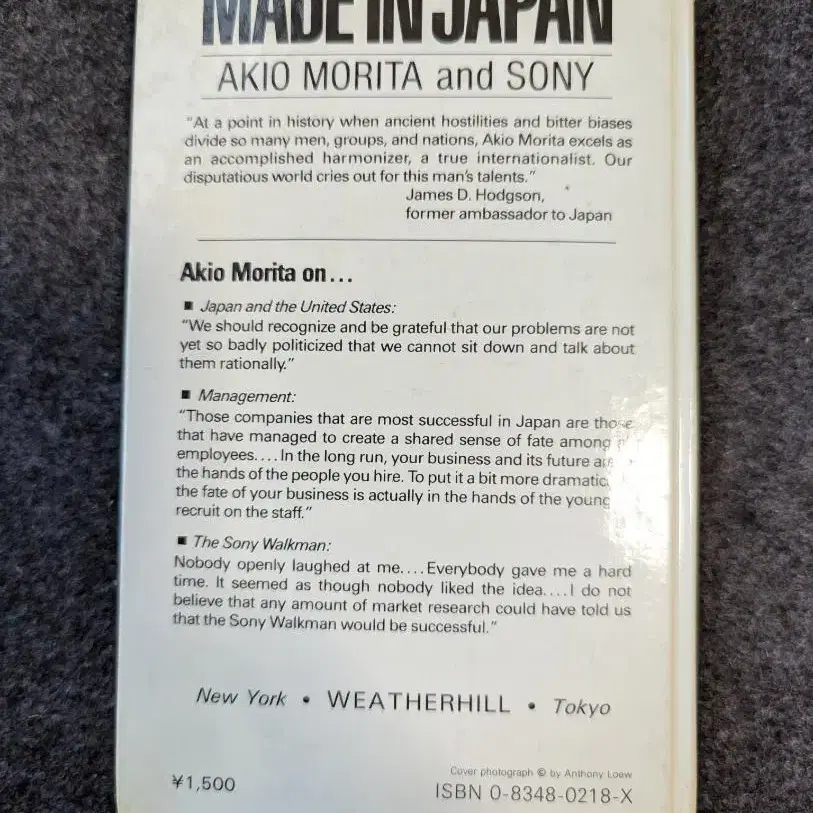 MADE IN JAPAN
AKIO MORITA and SONY
"At a point in history when ancient hostilities and bitter biases
divide so many men, groups, and nations, Akio Morita excels as
an accomplished harmonizer, a true internationalist. Our
disputatious world cries out for this man's talents."
James D. Hodgson,
former ambassador to Japan
Akio Morita on...
■ Japan and the United States:
"We should recognize and be grateful that our problems are not
yet so badly politicized that we cannot sit down and talk about
them rationally."
■ Management:
"Those companies that are most successful in Japan are those
that have managed to create a shared sense of fate among
employees....In the long run, your business and its future are
the hands of the people you hire. To put it a bit more dramatic
the fate of your business is actually in the hands of the young
recruit on the staff."
■ The Sony Walkman:
Nobody openly laughed at me....Everybody gave me a hard
time. It seemed as though nobody liked the idea....I do not
believe that any amount of market research could have told us
that the Sony Walkman would be successful."
New York • WEATHERHILL • Tokyo
Cover photograph © by Anthony Loew
¥1,500
ISBN 0-8348-0218-X